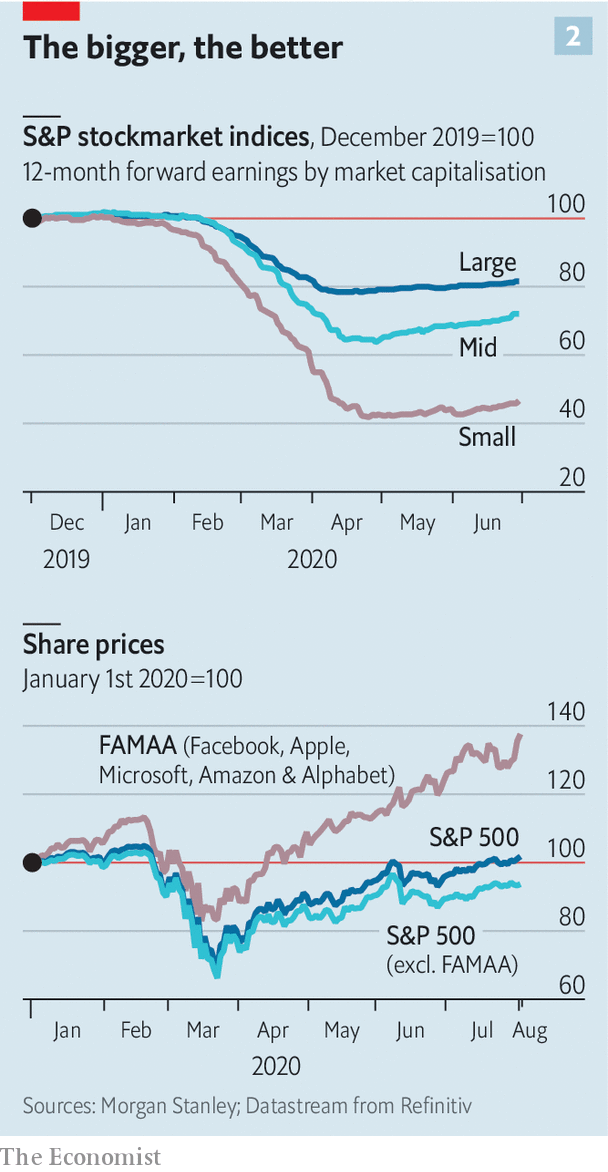 The bigger, the better
2
S&P stockmarket indices, December 2019=100
12-month forward earnings by market capitalisation
100
Large
80
60
Mid
40
Small
20
Dec
Jan
Feb
Mar
Apr
May
Jun
2019
2020
Share prices
January 1st 2020=100
140
FAMAA (Facebook, Apple,
Microsoft, Amazon & Alphabet)
120
S&P 500
100
80
S&P 500
(excl. FAMAA)
60
Jan
Feb
Mar
Apr
May
Jun
Jul
Aug
2020
Sources: Morgan Stanley; Datastream from Refinitiv
The Economist